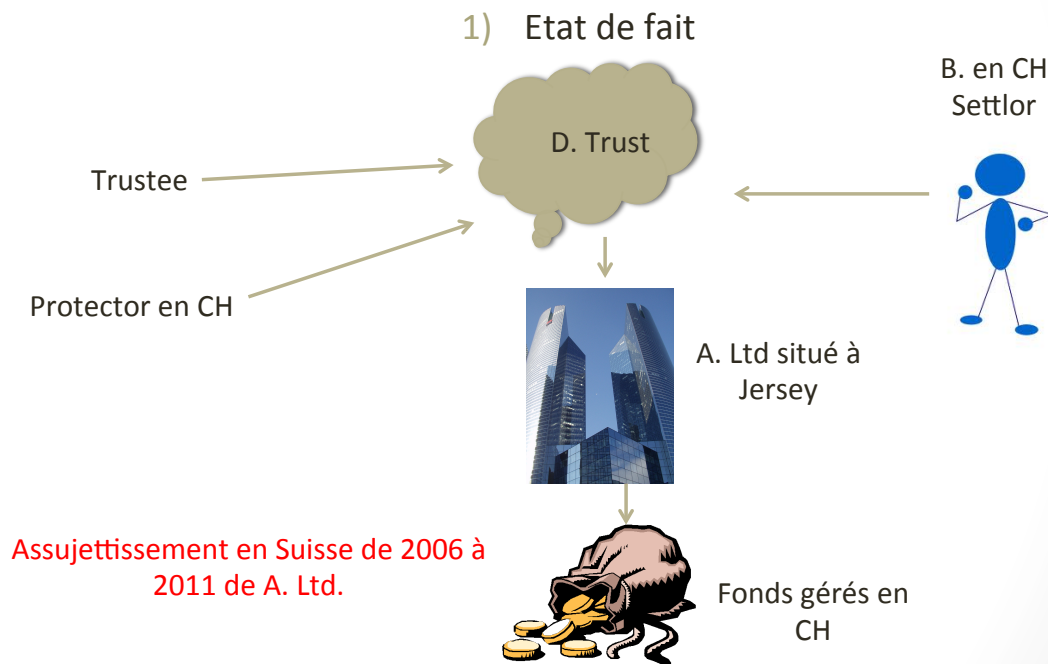 1) Etat de fait
B. en CH
Settlor
D. Trust
Trustee
Protector en CH
A. Ltd situé à
Jersey
Assujettissement en Suisse de 2006 à
2011 de A. Ltd.
Fonds gérés en
CH